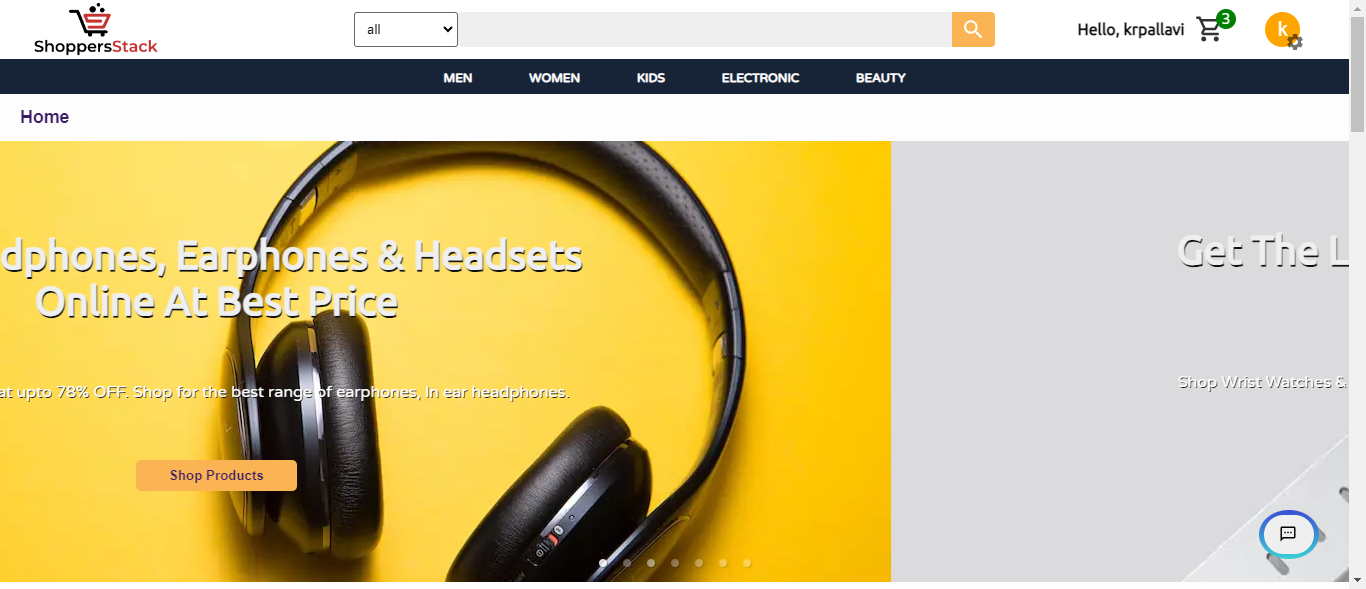 ShoppersStack
all
Hello, krpallavi
3
k
MEN
WOMEN
KIDS
ELECTRONIC
BEAUTY
Home
dphones, Earphones & Headsets
Online At Best Price
at upto 78% OFF. Shop for the best range of earphones, In ear headphones.
Shop Products
Get The L
Shop Wrist Watches &